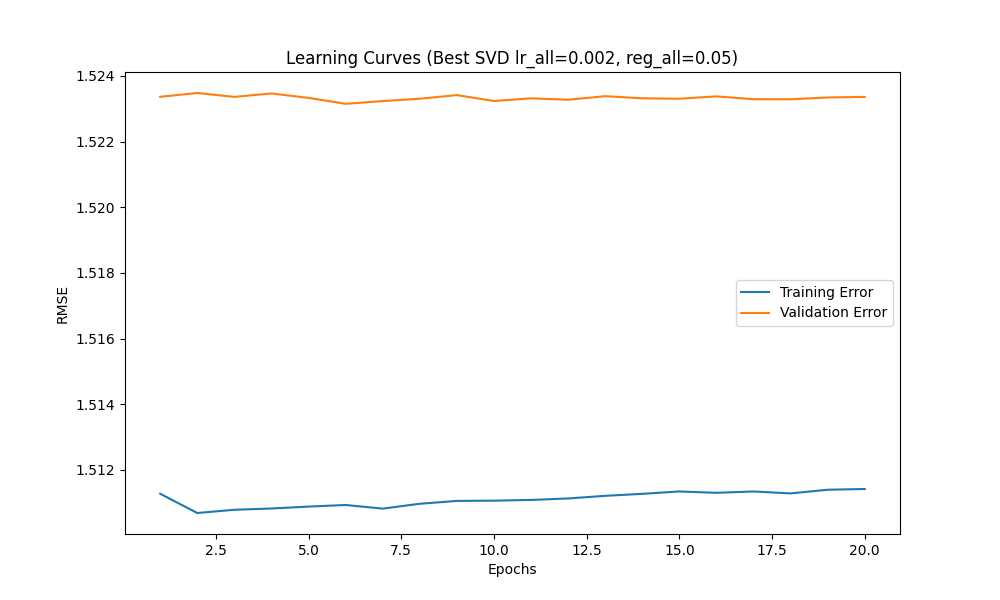 Learning Curves (Best SVD lr_all=0.002, reg_all=0.05)
1.524
1.522
1.520
1.518
1.516
1.514
1.512
RMSE
Training Error
Validation Error
2.5 5.0 7.5 10.0 12.5 15.0 17.5 20.0
Epochs